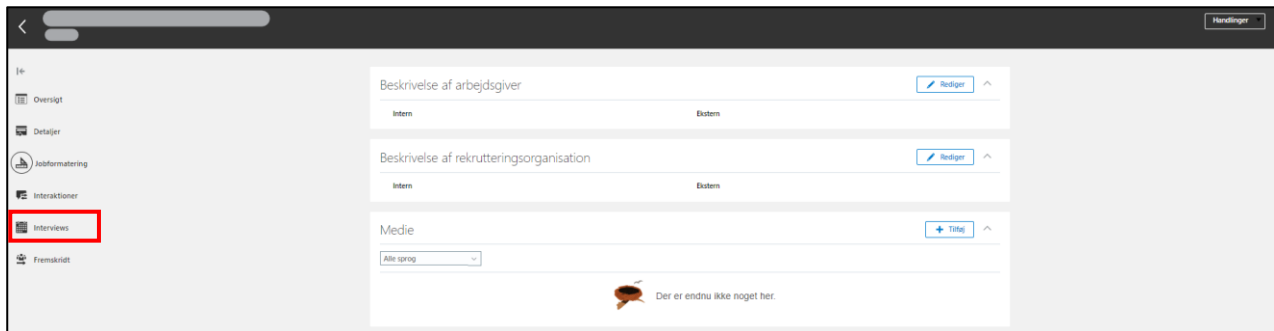 Handlinger
Oversigt
Detaljer
Jobformatering
Interaktioner
Interviews
Fremskridt
Beskrivelse af arbejdsgiver
Rediger
Intern
Ekstern
Beskrivelse af rekrutteringsorganisation
Rediger
Intern
Ekstern
Medie
Tilføj
Alle sprog
Der er endnu ikke noget her.